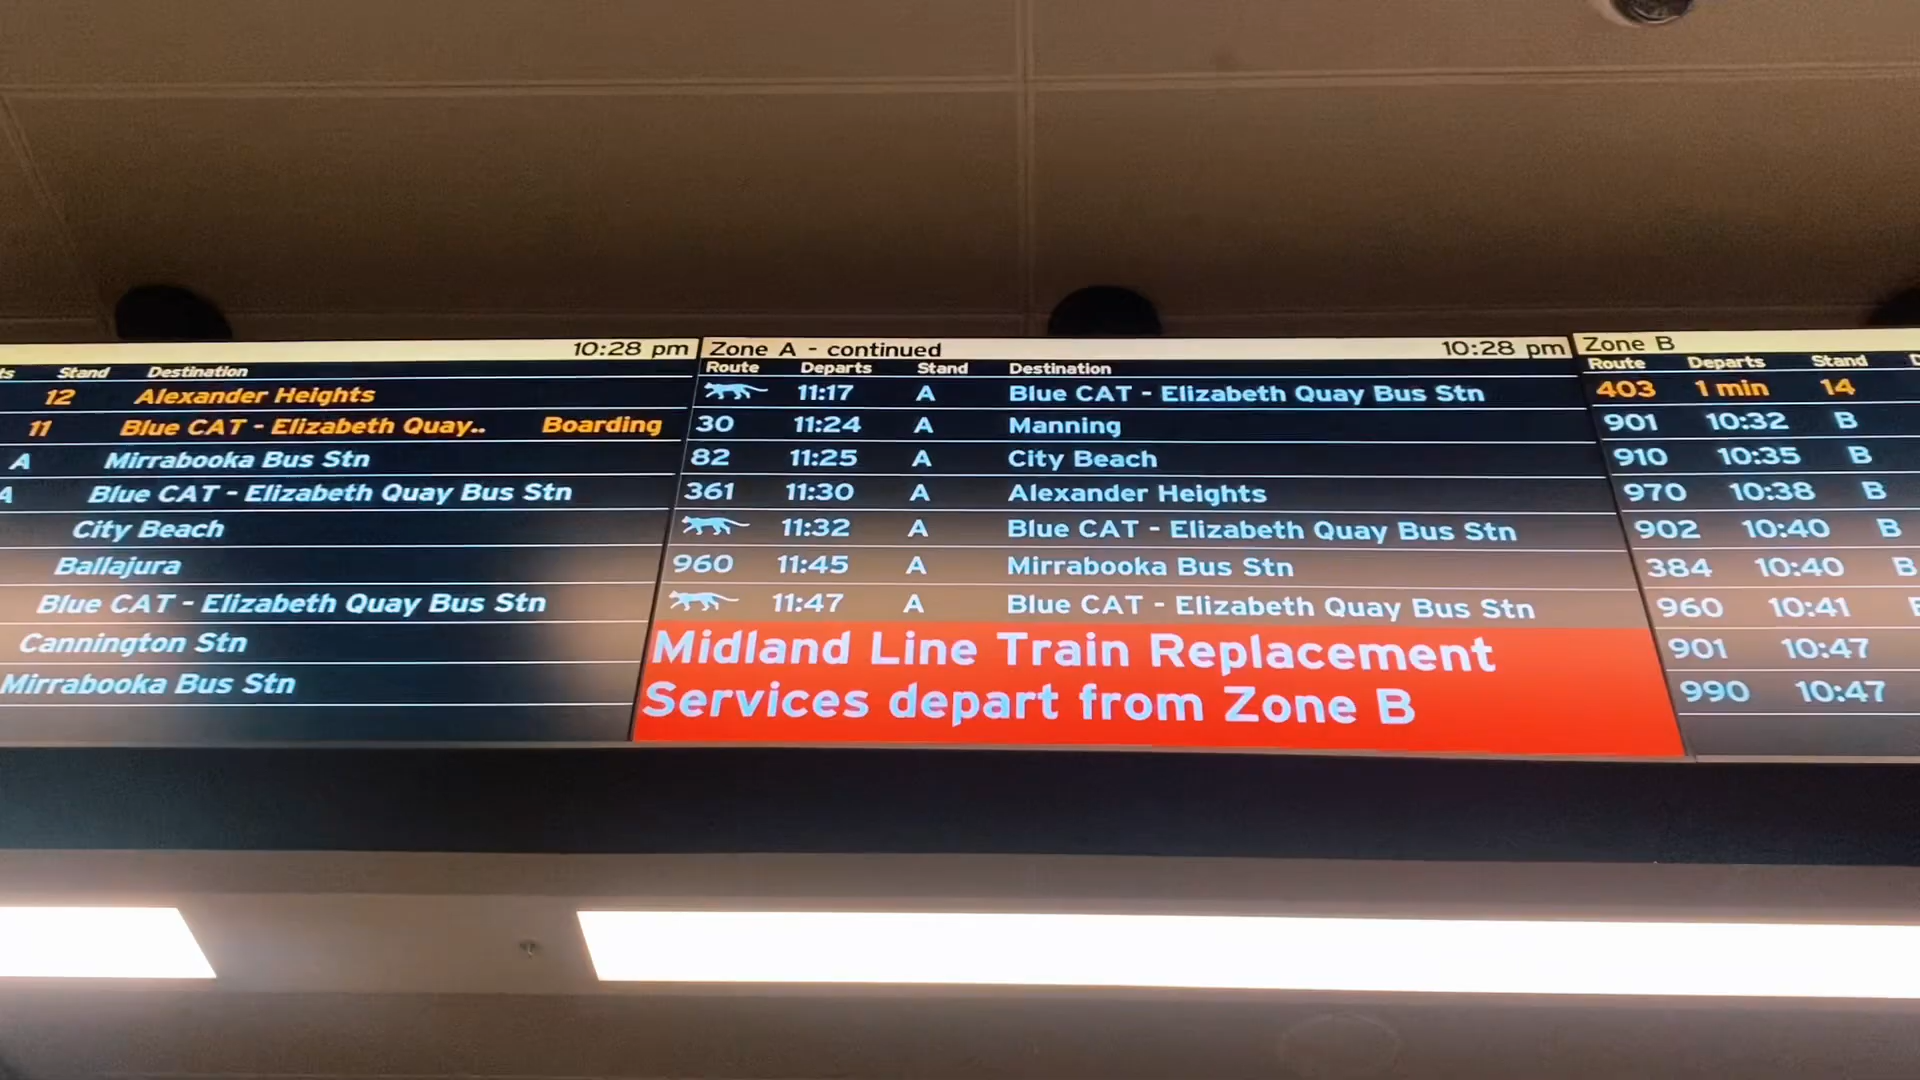 10:28 pm
Stand Destination
12 Alexander Heights
11 Blue CAT - Elizabeth Quay.. Boarding
A Mirrabooka Bus Stn
A Blue CAT - Elizabeth Quay Bus Stn
City Beach
Ballajura
Blue CAT - Elizabeth Quay Bus Stn
Cannington Stn
Mirrabooka Bus Stn
Zone A - continued 10:28 pm
Route Departs Stand Destination
11:17 A Blue CAT - Elizabeth Quay Bus Stn
30 11:24 A Manning
82 11:25 A City Beach
361 11:30 A Alexander Heights
11:32 A Blue CAT - Elizabeth Quay Bus Stn
960 11:45 A Mirrabooka Bus Stn
11:47 A Blue CAT - Elizabeth Quay Bus Stn
Midland Line Train Replacement
Services depart from Zone B
Zone B
Route Departs Stand
403 1 min 14
901 10:32 B
910 10:35 B
970 10:38 B
902 10:40 B
384 10:40 B
960 10:41
901 10:47
990 10:47